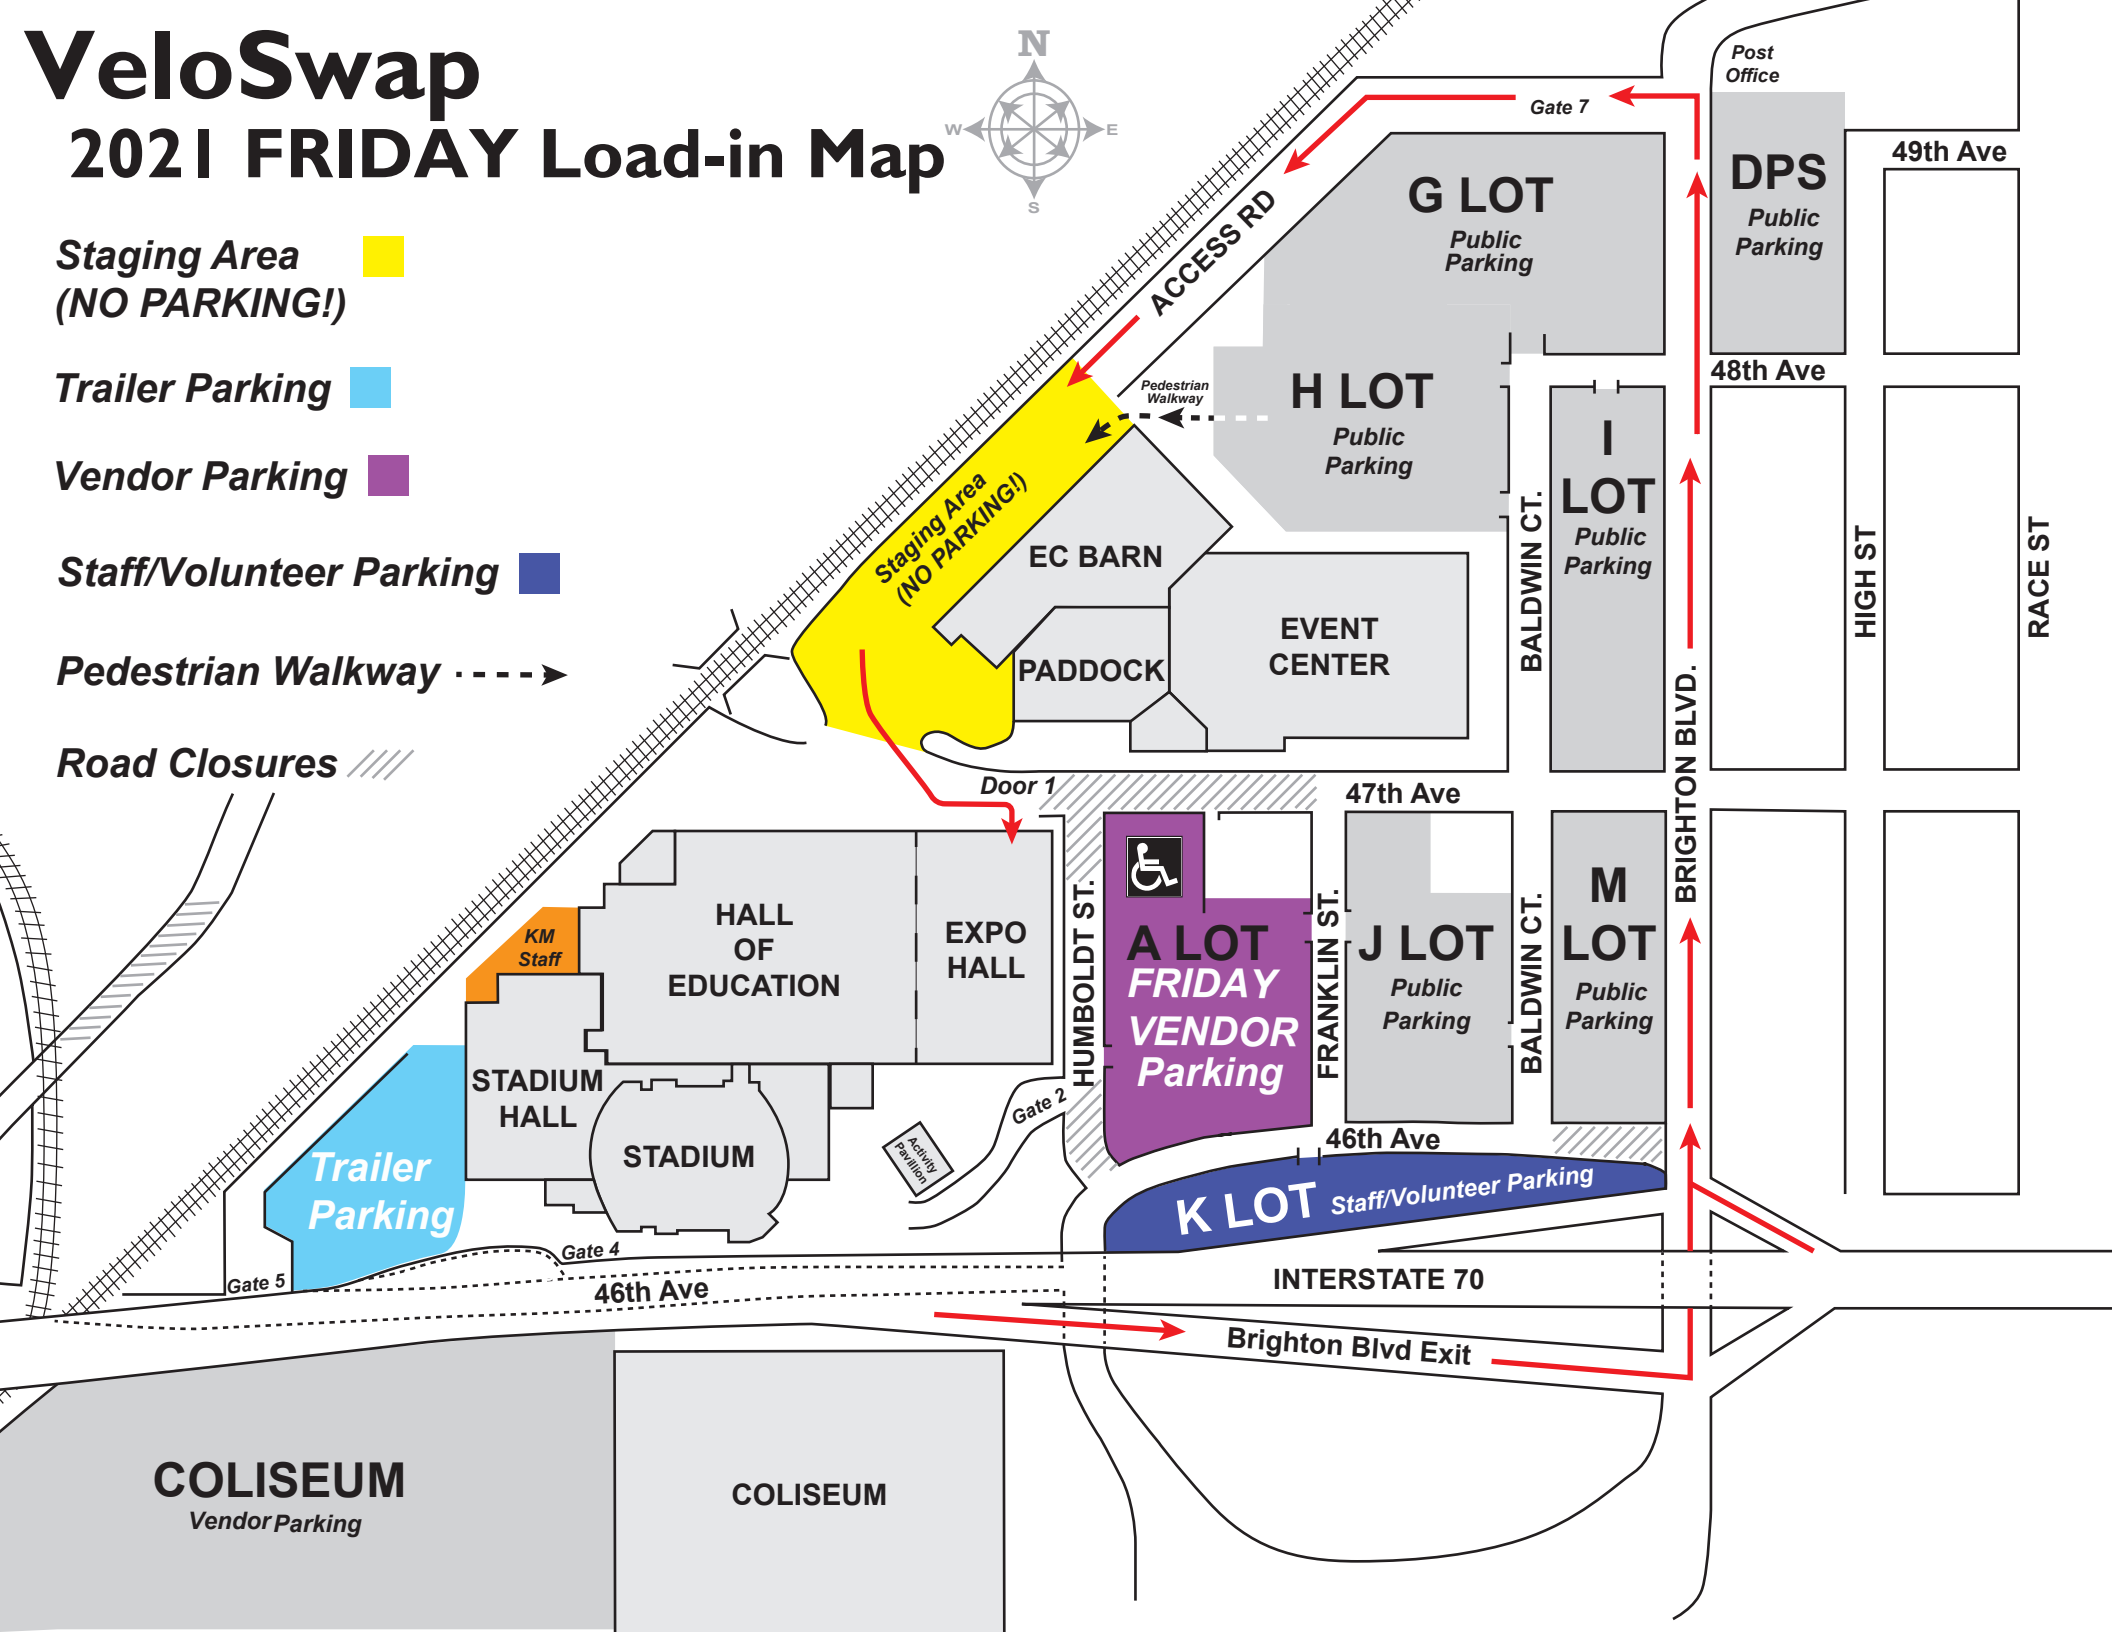 VeloSwap
2021 FRIDAY Load-in Map
N
W
E
S
Staging Area
(NO PARKING!)
Trailer Parking
Vendor Parking
Staff/Volunteer Parking
Pedestrian Walkway
Road Closures
Post
Office
Gate 7
DPS
Public
Parking
49th Ave
G LOT
Public
Parking
ACCESS RD
48th Ave
Pedestrian
Walkway
H LOT
Public
Parking
I
LOT
Public
Parking
Staging Area
(NO PARKING!)
EC BARN
PADDOCK
EVENT
CENTER
BALDWIN CT.
BRIGHTON BLVD.
HIGH ST
RACE ST
Door 1
47th Ave
HALL
OF
EDUCATION
EXPO
HALL
HUMBOLDT ST.
A LOT
FRIDAY
VENDOR
Parking
FRANKLIN ST.
J LOT
Public
Parking
BALDWIN CT.
M
LOT
Public
Parking
KM
Staff
STADIUM
HALL
STADIUM
Activity
Pavillion
Gate 2
46th Ave
Trailer
Parking
K LOT Staff/Volunteer Parking
Gate 4
Gate 5
46th Ave
INTERSTATE 70
Brighton Blvd Exit
COLISEUM
Vendor Parking
COLISEUM